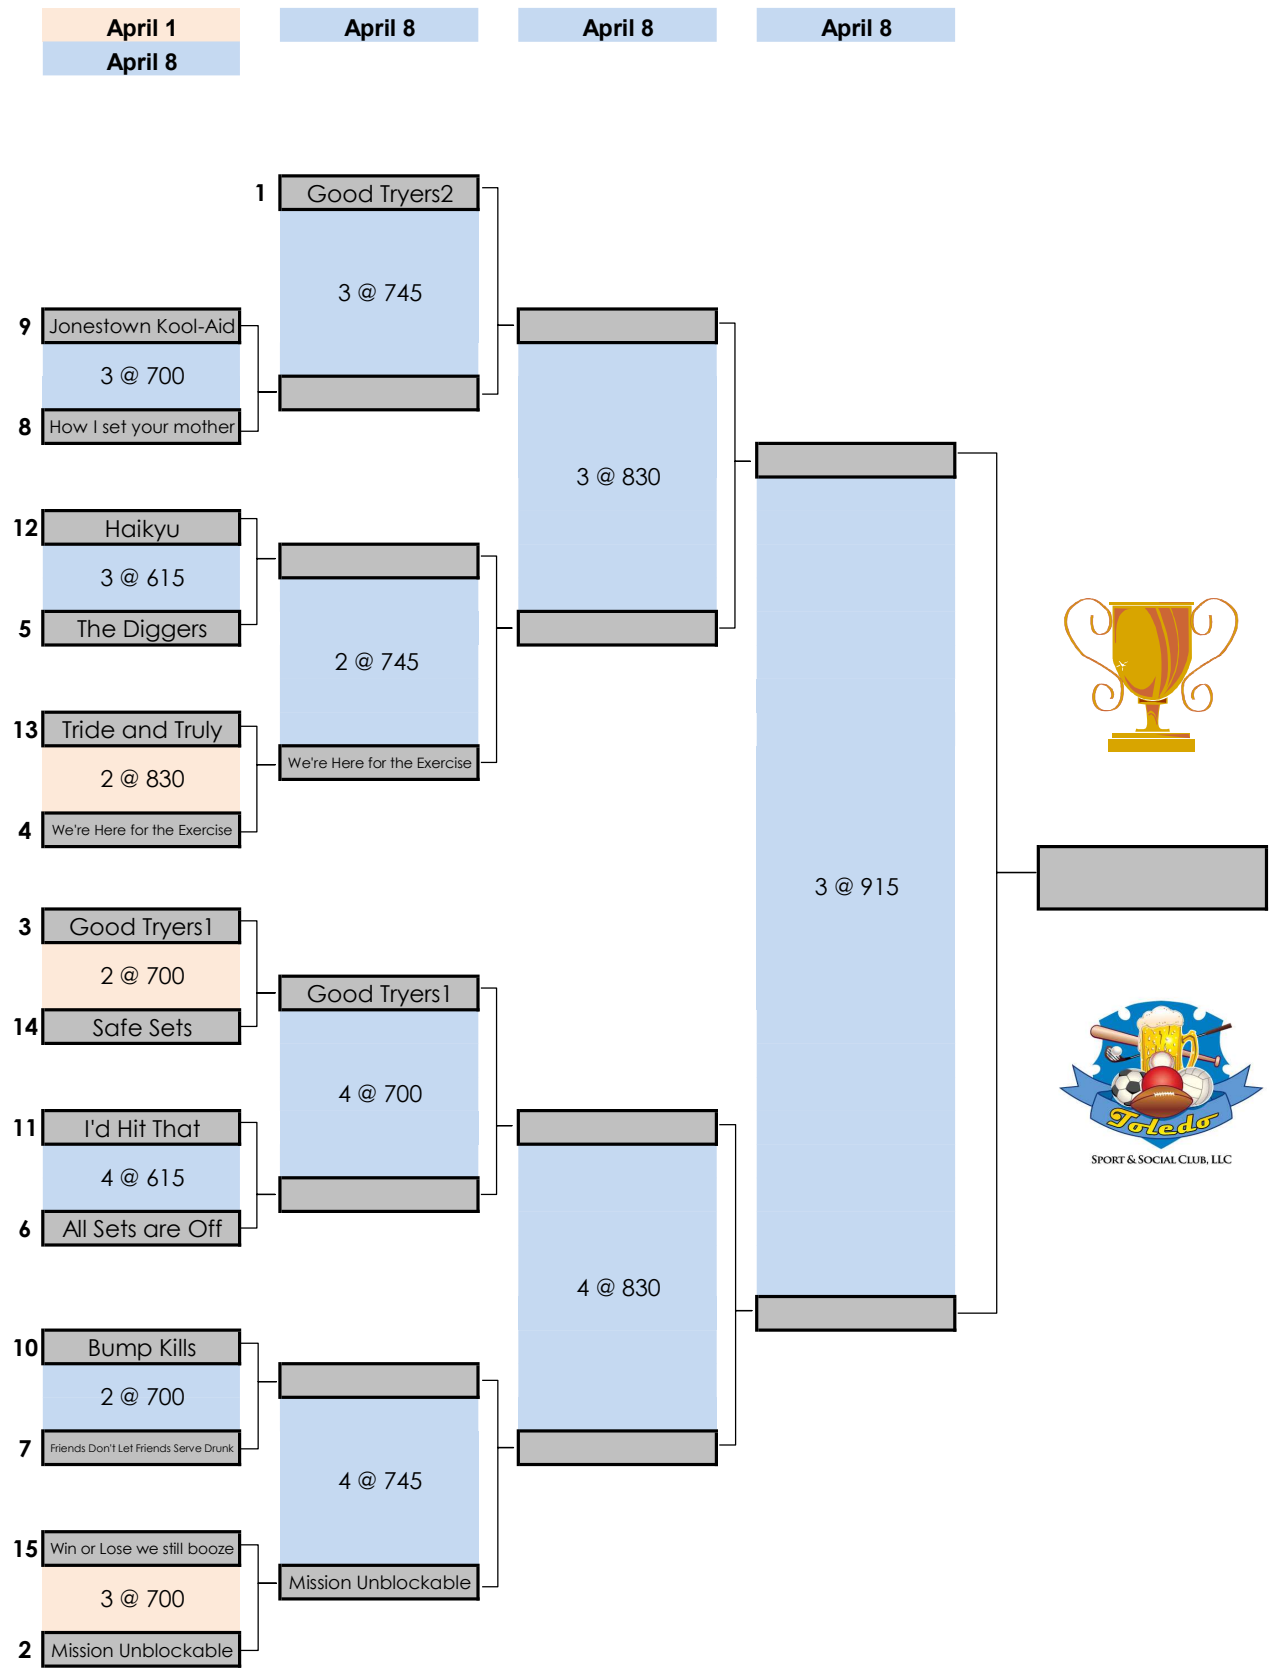 April 1
April 8
April 8
April 8
April 8
1 Good Tryers2
3 @ 745
9 Jonestown Kool-Aid
3 @ 700
8 How I set your mother
3 @ 830
12 Haikyu
3 @ 615
5 The Diggers
2 @ 745
13 Tride and Truly
2 @ 830
We're Here for the Exercise
4 We're Here for the Exercise
3 @ 915
3 Good Tryers1
2 @ 700
14 Safe Sets
Good Tryers1
4 @ 700
11 I'd Hit That
4 @ 615
6 All Sets are Off
Toledo
SPORT & SOCIAL CLUB, LLC
4 @ 830
10 Bump Kills
2 @ 700
7 Friends Don't Let Friends Serve Drunk
4 @ 745
15 Win or Lose we still booze
3 @ 700
Mission Unblockable
2 Mission Unblockable